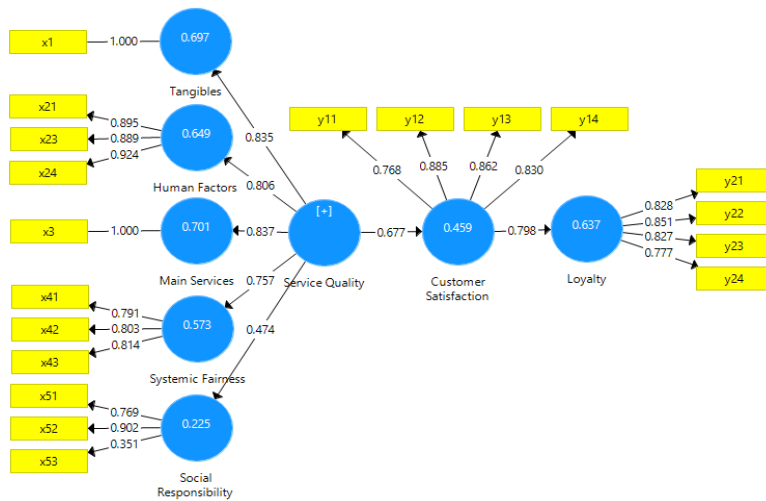 x1
1.000
0.697
Tangibles
x21
x23
x24
0.895
0.889
0.924
0.649
Human Factors
x3
1.000
0.701
Main Services
x41
x42
x43
0.791
0.803
0.814
0.573
Systemic Fairness
x51
x52
x53
0.769
0.902
0.351
0.225
Social
Responsibility
0.835
0.806
0.837
0.757
0.474
[+]
Service Quality
0.677
y11
y12
y13
y14
0.768
0.885
0.862
0.830
0.459
Customer
Satisfaction
0.798
0.637
Loyalty
0.828
0.851
0.827
0.777
y21
y22
y23
y24